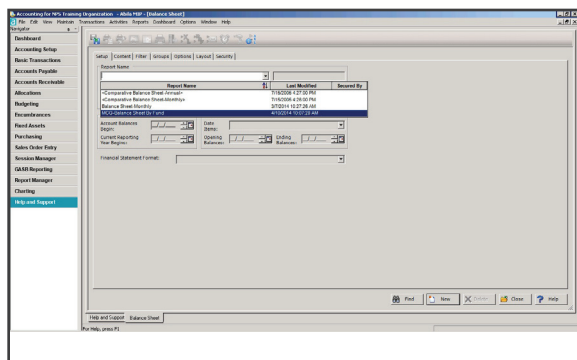 Accounting for NPS Training Organization - Abila MIP - [Balance Sheet]
File Edit View Maintain Transactions Activities Reports Dashboard Options Window Help
Navigator
Dashboard
Accounting Setup
Basic Transactions
Accounts Payable
Accounts Receivable
Allocations
Budgeting
Encumbrances
Fixed Assets
Purchasing
Sales Order Entry
Session Manager
GASB Reporting
Report Manager
Charting
Help and Support
Setup Content Filter Groups Options Layout Security
Report Name
Report Name Last Modified Secured By
<Comparative Balance Sheet Annual> 7/18/2006 4:27:00 PM
<Comparative Balance Sheet Monthly> 7/18/2006 4:26:00 PM
Balance Sheet Monthly 3/7/2014 10:27:26 AM
MCG-Balance Sheet By Fund 4/10/2014 10:07:28 AM
Account Balances Begin:
Date Items:
Current Reporting Year Begins:
Opening Balances:
Ending Balances:
Financial Statement Format:
Find New Delete Close Help
Help and Support Balance Sheet
For Help, press F1